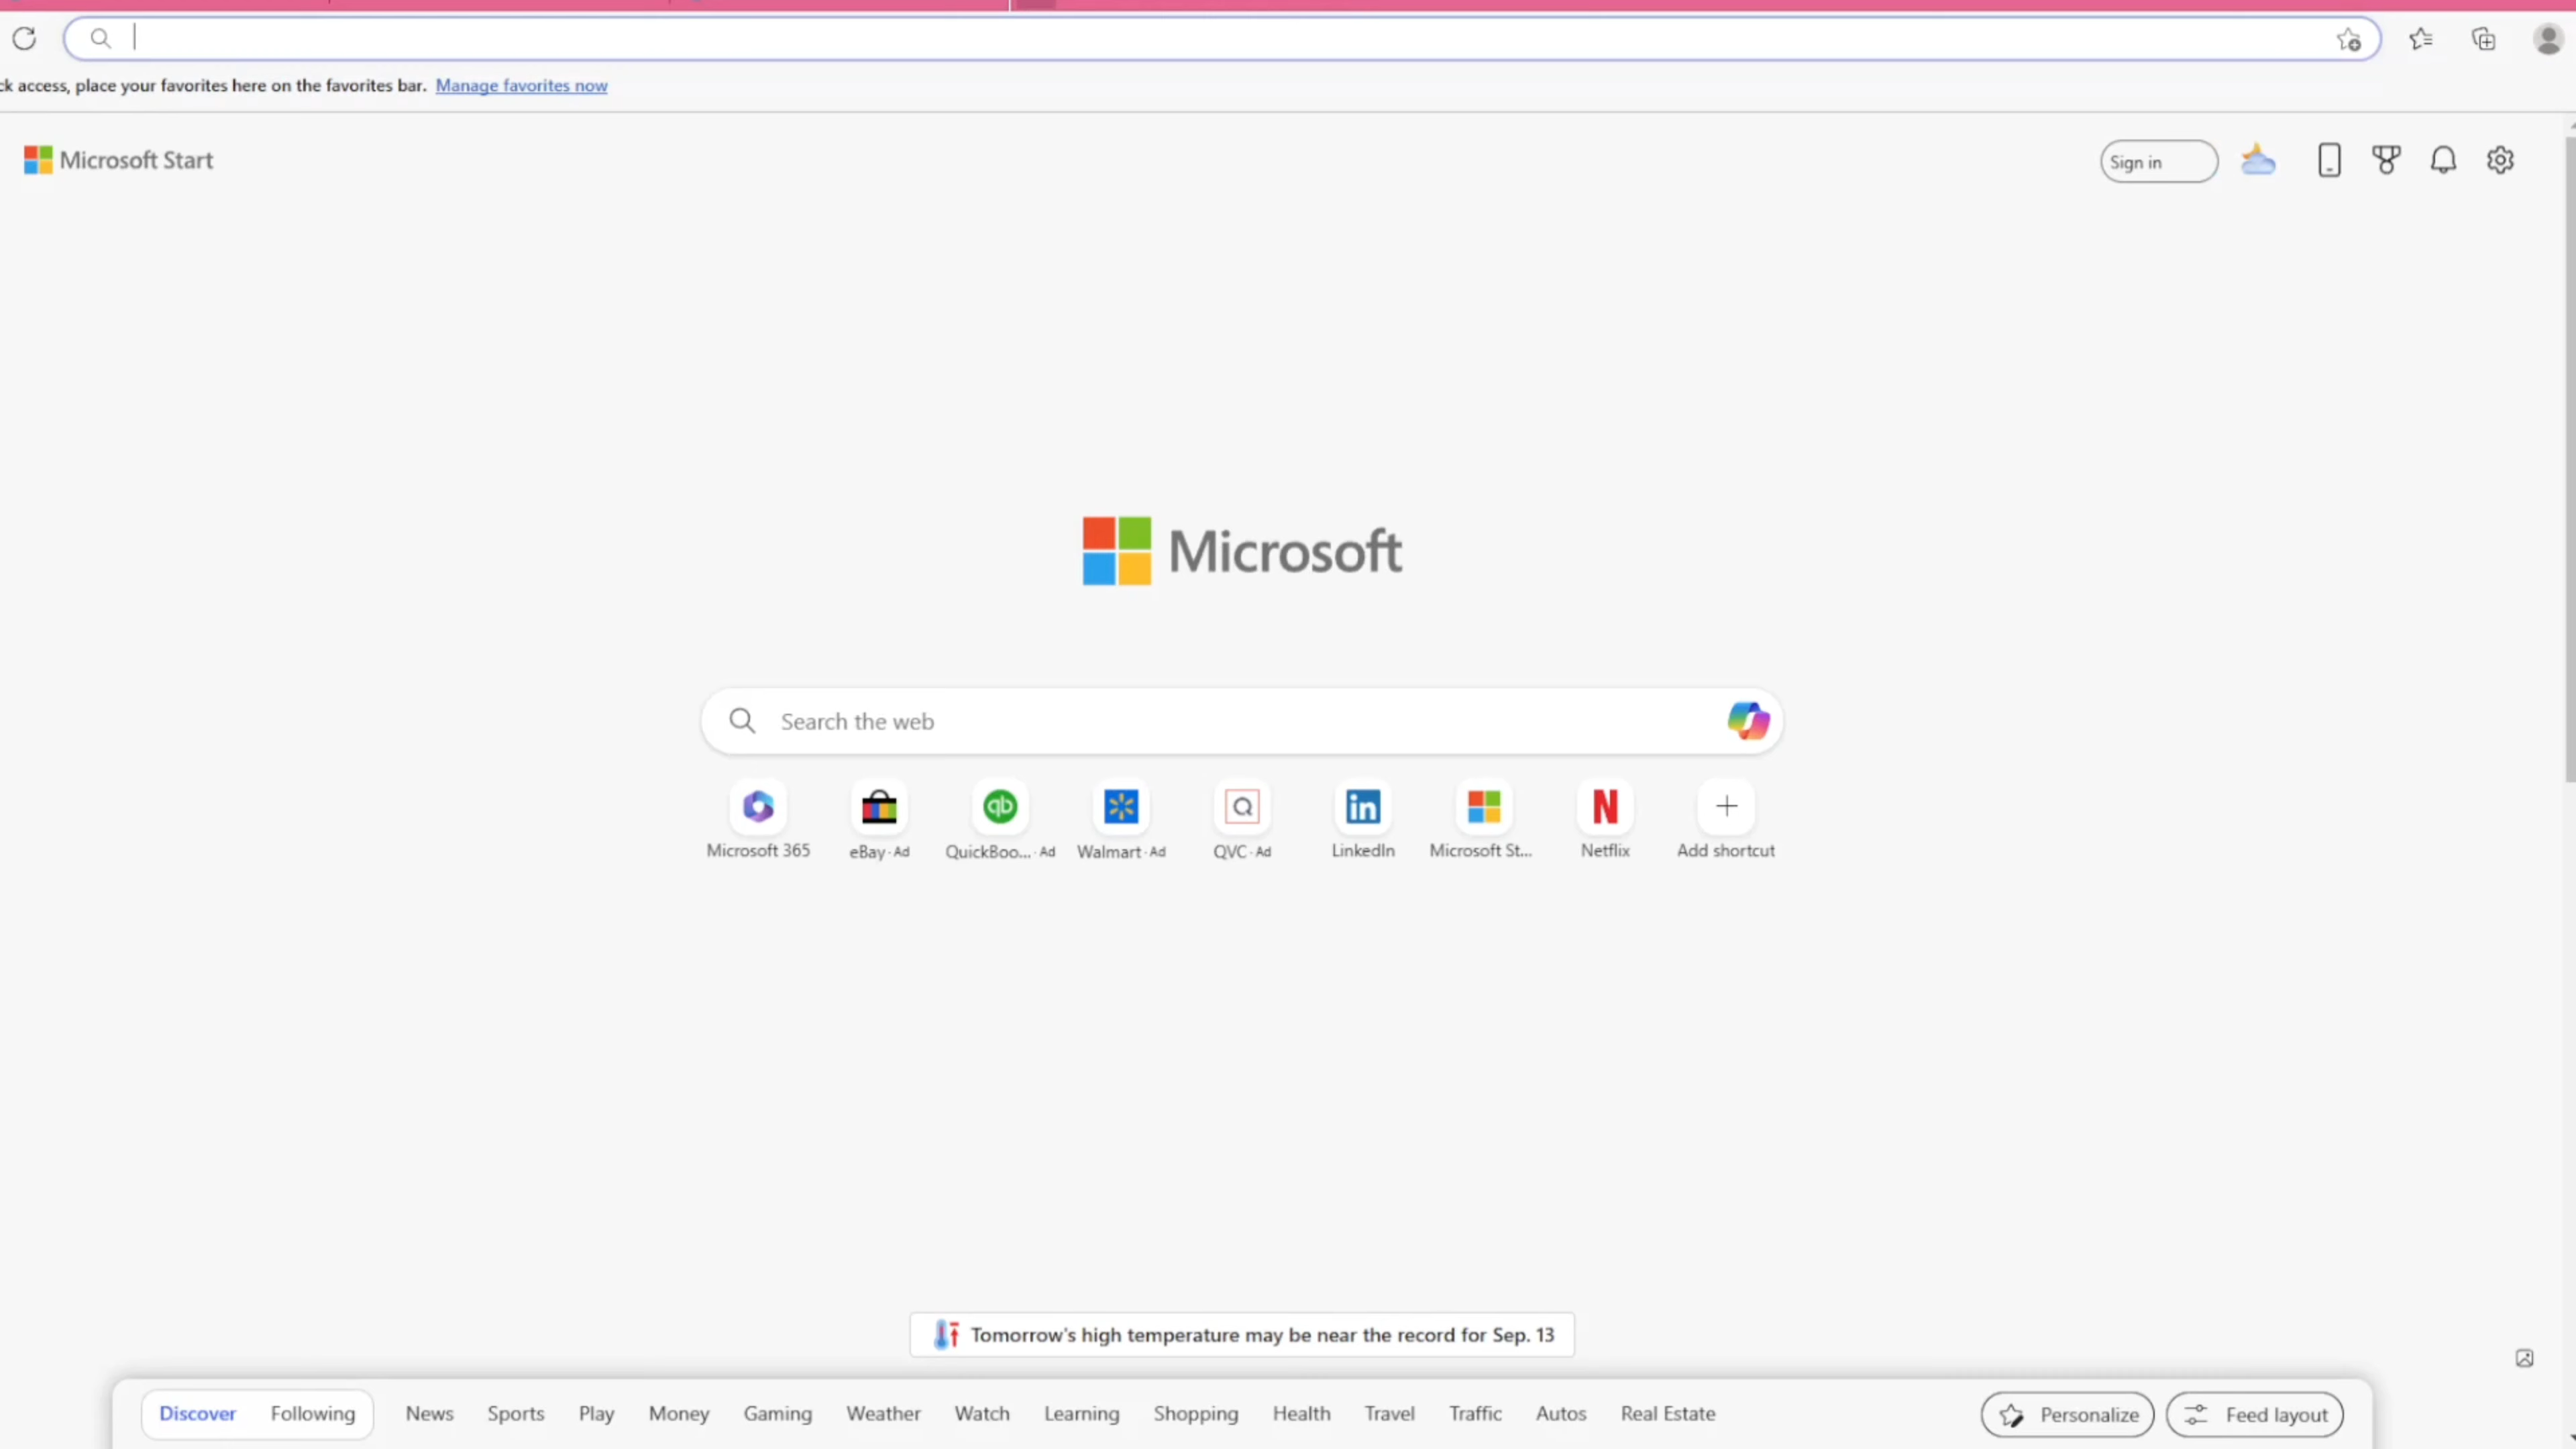 ck access, place your favorites here on the favorites bar. Manage favorites now
Microsoft Start
Sign in
Microsoft
Search the web
Microsoft 365
eBay · Ad
QuickBoo... · Ad
Walmart · Ad
QVC · Ad
LinkedIn
Microsoft St...
Netflix
Add shortcut
Tomorrow's high temperature may be near the record for Sep. 13
Discover Following News Sports Play Money Gaming Weather Watch Learning Shopping Health Travel Traffic Autos Real Estate Personalize Feed layout